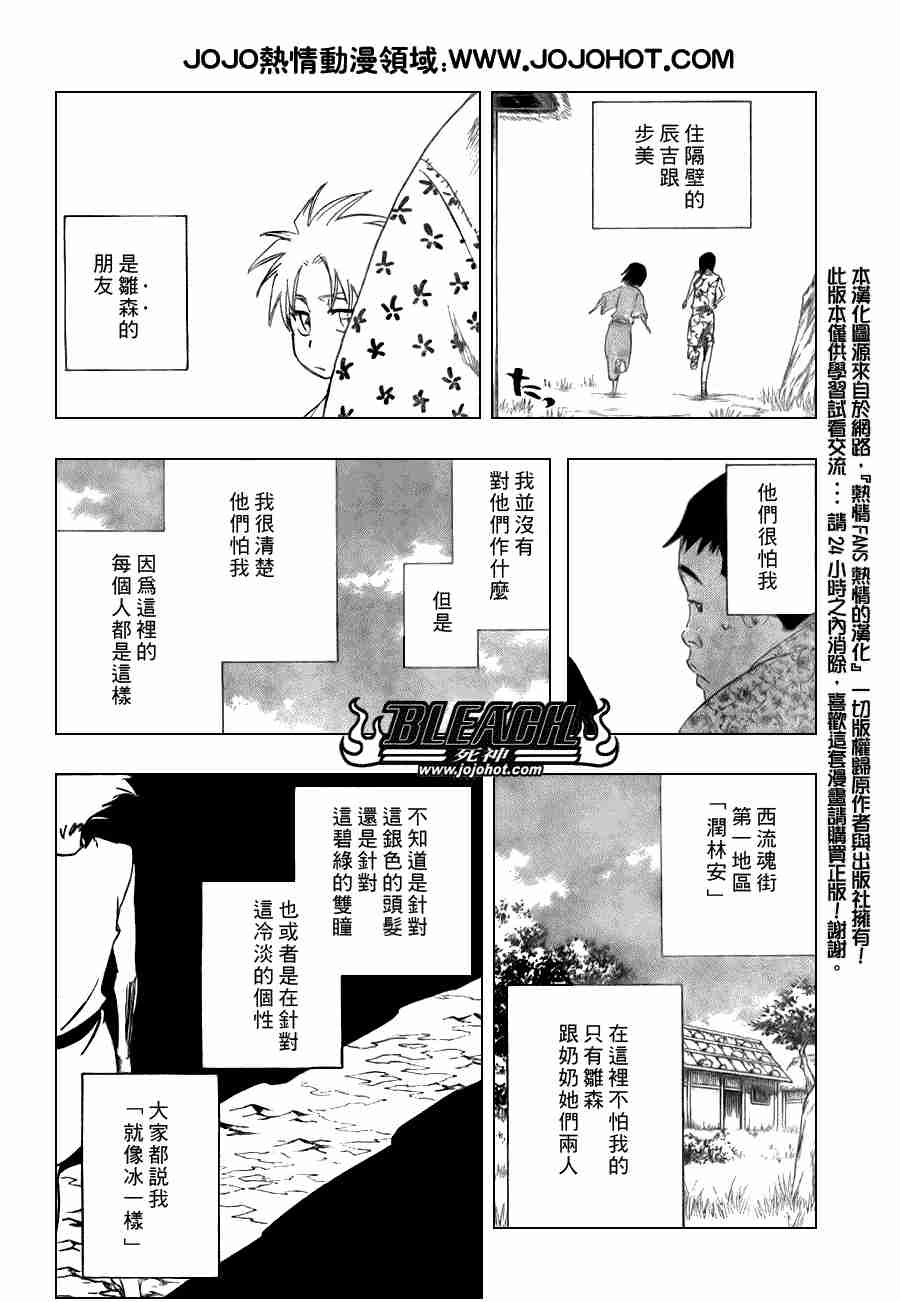 JOJO熱情動漫領域:WWW.JOJOHOT.COM
住隔壁的
辰吉跟
步美
たっ
是雛森的
朋友
他們很怕我
我並沒有
對他們作什麼
但是
我很清楚
他們怕我
因為這裡的
每個人都是這樣
BLEACH
死神
www.jojohot.com
西流魂街
第一地區
「潤林安」
在這裡不怕我的
只有雛森
跟奶奶她們兩人
不知道是針對
這銀色的頭髮
還是針對
這碧綠的雙瞳
也或者是在針對
這冷淡的個性
大家都說我
「就像冰一樣」
本漢化圖源來自於網路，『熱情FANS熱情的漢化』一切版權歸原作者與出版社擁有！
此版本僅供學習試看交流... 請24小時之內消除，喜歡這套漫畫請購買正版！謝謝。